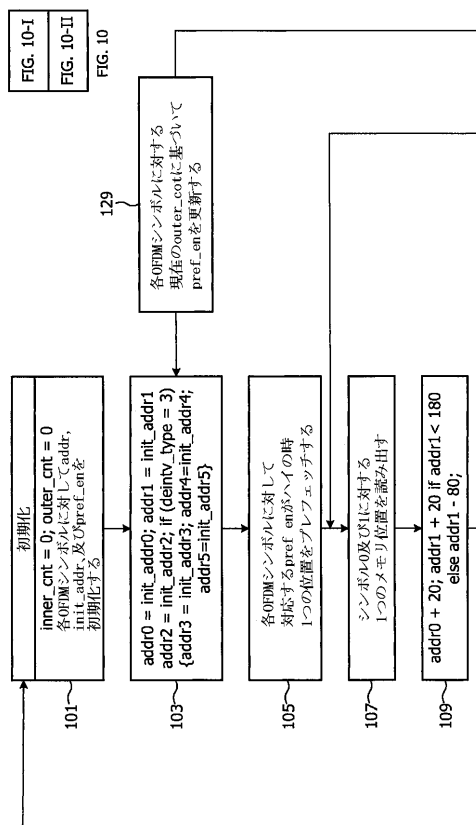 FIG. 10-I
FIG. 10-II
FIG. 10
初期化
inner_cnt = 0; outer_cnt = 0
各OFDMシンボルに対してaddr,
init_addr,及びpref_enを
初期化する
101
各OFDMシンボルに対する
現在のouter_cotに基づいて
pref_enを更新する
129
addr0 = init_addr0; addr1 = init_addr1
addr2 = init_addr2; if (deintv_type = 3)
{addr3 = init_addr3; addr4=init_addr4;
addr5=init_addr5}
103
各OFDMシンボルに対して
対応するpref_enがハイの時
1つの位置をプレフェッチする
105
シンボル0及び1に対する
1つのメモリ位置を読み出す
107
addr0 + 20; addr1 + 20 if addr1< 180
else addr1 - 80;
109